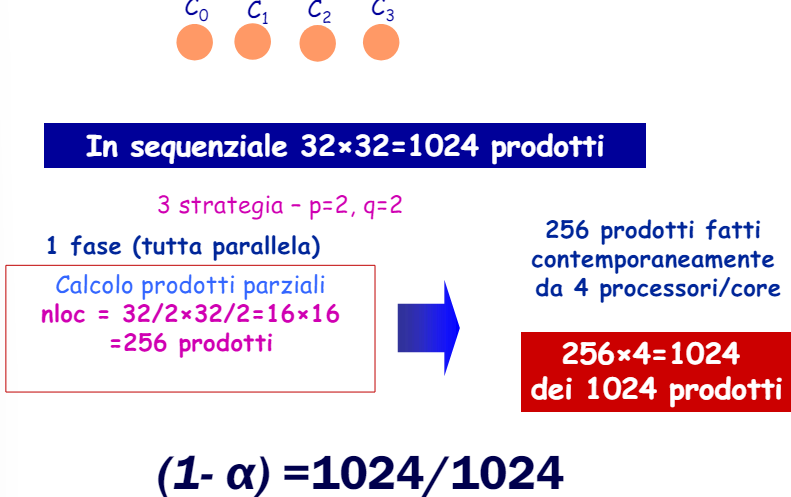 C0 C1 C2 C3
In sequenziale 32×32=1024 prodotti
3 strategia – p=2, q=2
1 fase (tutta parallela)
Calcolo prodotti parziali
nloc = 32/2×32/2=16×16
=256 prodotti
256 prodotti fatti
contemporaneamente
da 4 processori/core
256×4=1024
dei 1024 prodotti
(1- α) =1024/1024